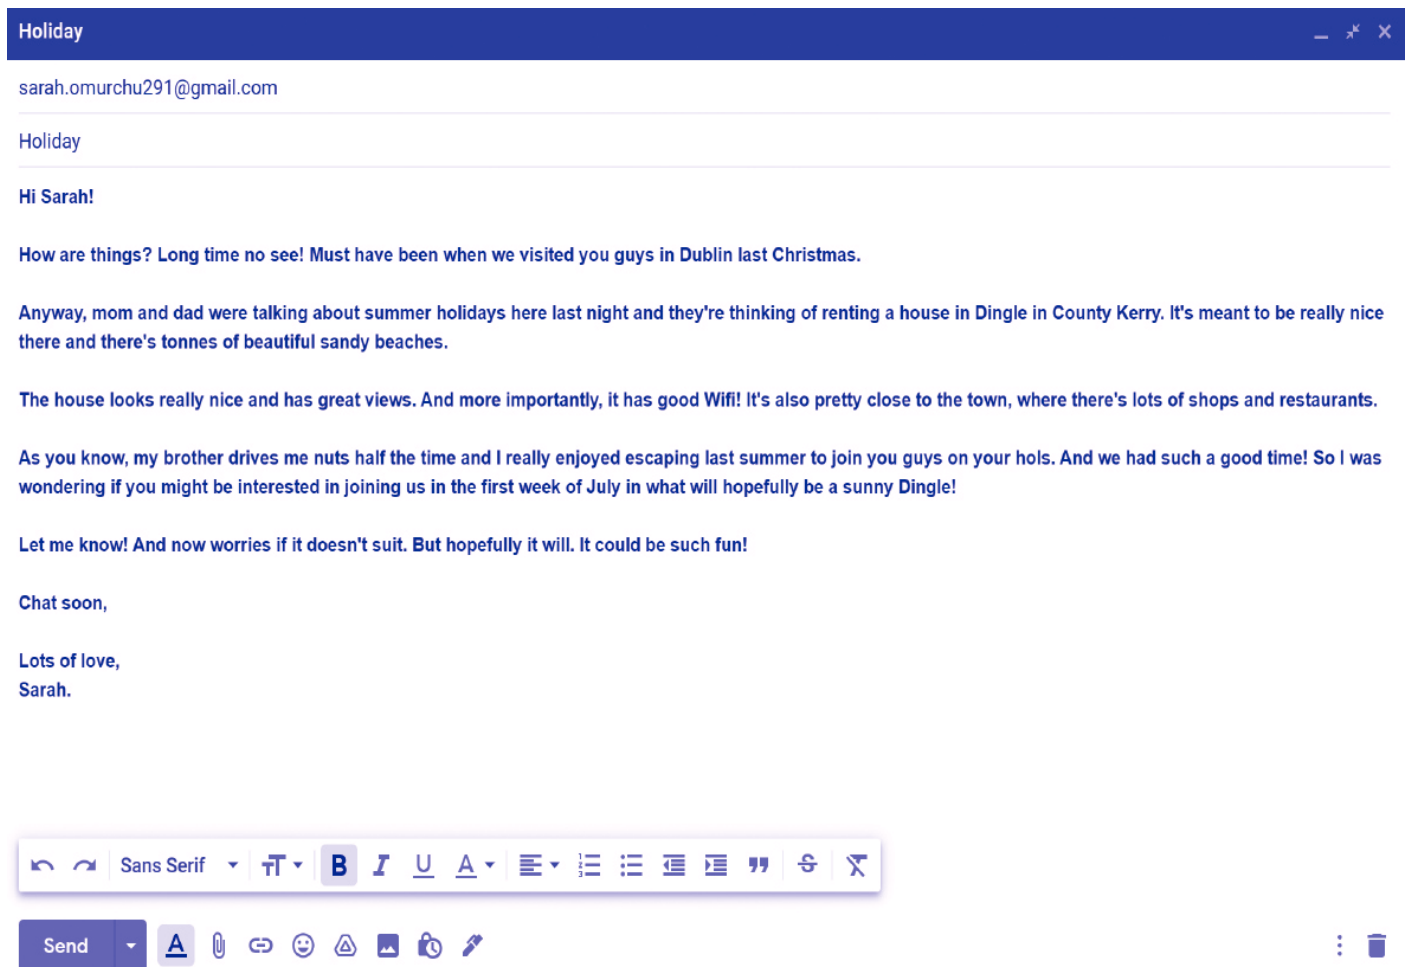 Holiday
sarah.omurchu291@gmail.com
Holiday
Hi Sarah!
How are things? Long time no see! Must have been when we visited you guys in Dublin last Christmas.
Anyway, mom and dad were talking about summer holidays here last night and they're thinking of renting a house in Dingle in County Kerry. It's meant to be really nice
there and there's tonnes of beautiful sandy beaches.
The house looks really nice and has great views. And more importantly, it has good Wifi! It's also pretty close to the town, where there's lots of shops and restaurants.
As you know, my brother drives me nuts half the time and I really enjoyed escaping last summer to join you guys on your hols. And we had such a good time! So I was
wondering if you might be interested in joining us in the first week of July in what will hopefully be a sunny Dingle!
Let me know! And now worries if it doesn't suit. But hopefully it will. It could be such fun!
Chat soon,
Lots of love,
Sarah.
Sans Serif
Send